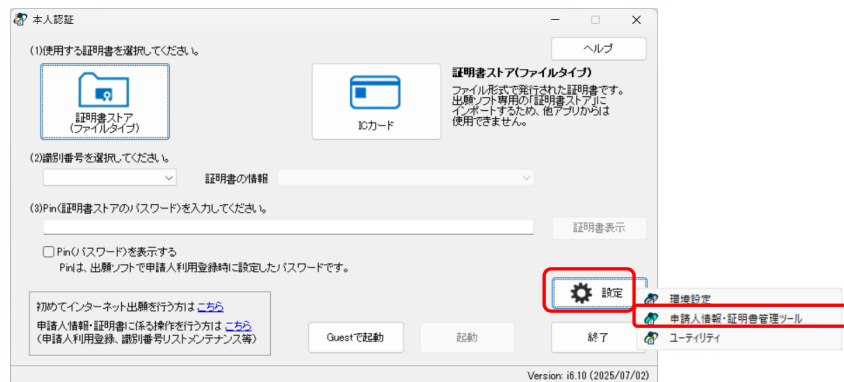 本人認証
(1)使用する証明書を選択してください。
ヘルプ
証明書ストア
(ファイルタイプ)
ICカード
証明書ストア(ファイルタイプ)
ファイル形式で発行された証明書です。
出願ソフト専用の「証明書ストア」に
インポートするため、他アプリからは
使用できません。
(2)識別番号を選択してください。
証明書の情報
(3)Pin(証明書ストアのパスワード)を入力してください。
証明書表示
Pin(パスワード)を表示する
Pinは、出願ソフトで申請人利用登録時に設定したパスワードです。
設定
環境設定
申請人情報・証明書管理ツール
ユーティリティ
初めてインターネット出願を行う方は こちら
申請人情報・証明書に係る操作を行う方は こちら
(申請人利用登録、識別番号リストメンテナンス等)
Guestで起動
起動
終了
Version: i6.10 (2025/07/02)